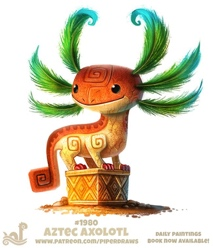 #1980
AZTEC AXOLOTL
WWW.PATREON.COM/PIPERDRAWS
DAILY PAINTINGS
BOOK NOW AVAILABLE!